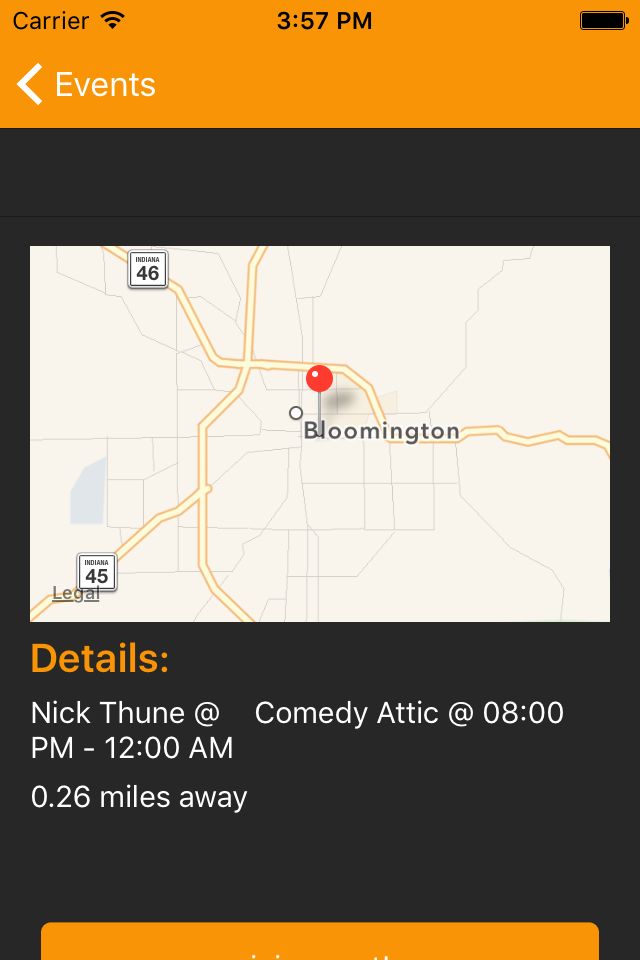 Carrier 3:57 PM
Events
INDIANA
46
Bloomington
INDIANA
45
Legal
Details:
Nick Thune @ Comedy Attic @ 08:00
PM - 12:00 AM
0.26 miles away